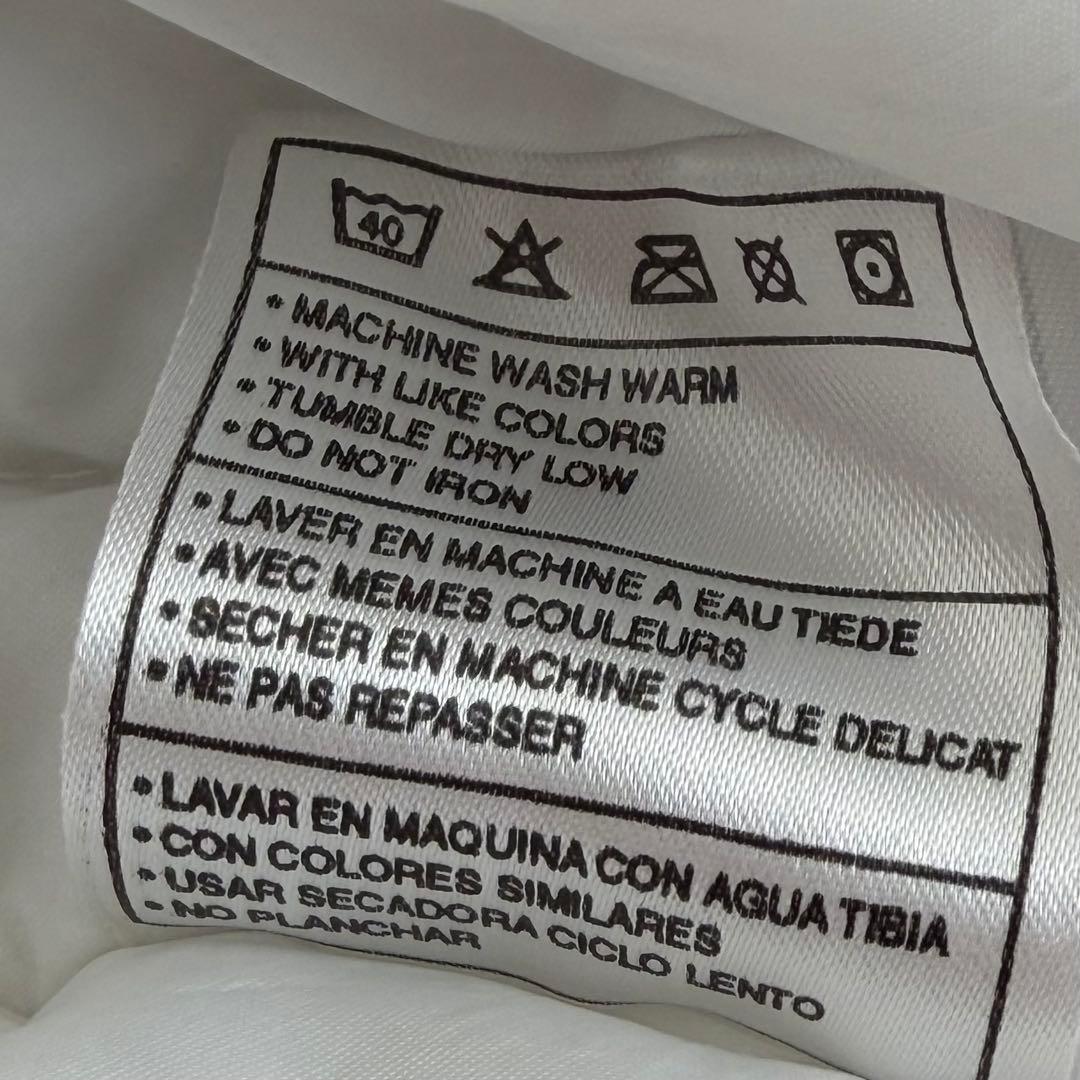 40
• MACHINE WASH WARM
• WITH LIKE COLORS
• TUMBLE DRY LOW
• DO NOT IRON
• LAVER EN MACHINE A EAU TIEDE
• AVEC MEMES COULEURS
• SECHER EN MACHINE CYCLE DELICAT
• NE PAS REPASSER
• LAVAR EN MAQUINA CON AGUA TIBIA
• CON COLORES SIMILARES
• USAR SECADORA CICLO LENTO
• NO PLANCHAR